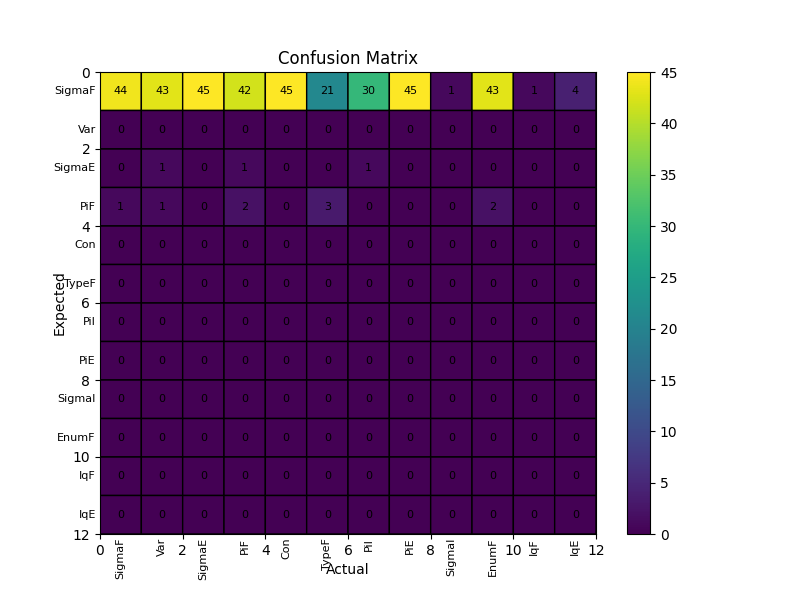 Confusion Matrix
0
SigmaF 44 43 45 42 45 21 30 45 1 43 1 4
Var 0 0 0 0 0 0 0 0 0 0 0 0
2
SigmaE 0 1 0 1 0 0 1 0 0 0 0 0
PiF 1 1 0 2 0 3 0 0 0 2 0 0
4
Con 0 0 0 0 0 0 0 0 0 0 0 0
TypeF 0 0 0 0 0 0 0 0 0 0 0 0
Expected
6
PiI 0 0 0 0 0 0 0 0 0 0 0 0
PiE 0 0 0 0 0 0 0 0 0 0 0 0
8
SigmaI 0 0 0 0 0 0 0 0 0 0 0 0
EnumF 0 0 0 0 0 0 0 0 0 0 0 0
10
IqF 0 0 0 0 0 0 0 0 0 0 0 0
IqE 0 0 0 0 0 0 0 0 0 0 0 0
12
0 2 4 6 8 10 12
SigmaF Var SigmaE PiF Con TypeF PiI PiE SigmaI EnumF IqF IqE
Actual
45
40
35
30
25
20
15
10
5
0